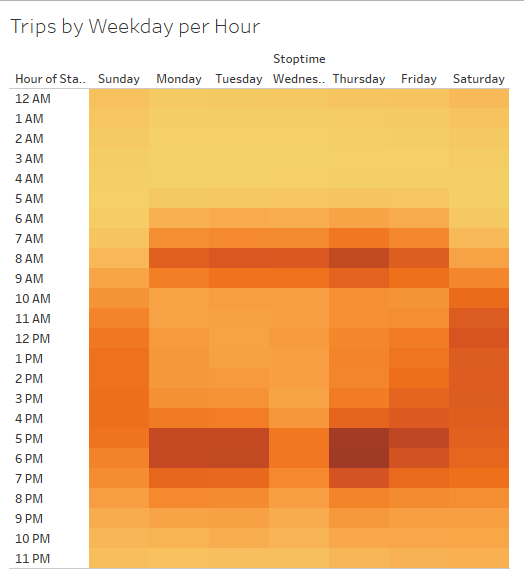 Trips by Weekday per Hour
Stoptime
Hour of Sta.. Sunday Monday Tuesday Wednes.. Thursday Friday Saturday
12 AM
1 AM
2 AM
3 AM
4 AM
5 AM
6 AM
7 AM
8 AM
9 AM
10 AM
11 AM
12 PM
1 PM
2 PM
3 PM
4 PM
5 PM
6 PM
7 PM
8 PM
9 PM
10 PM
11 PM